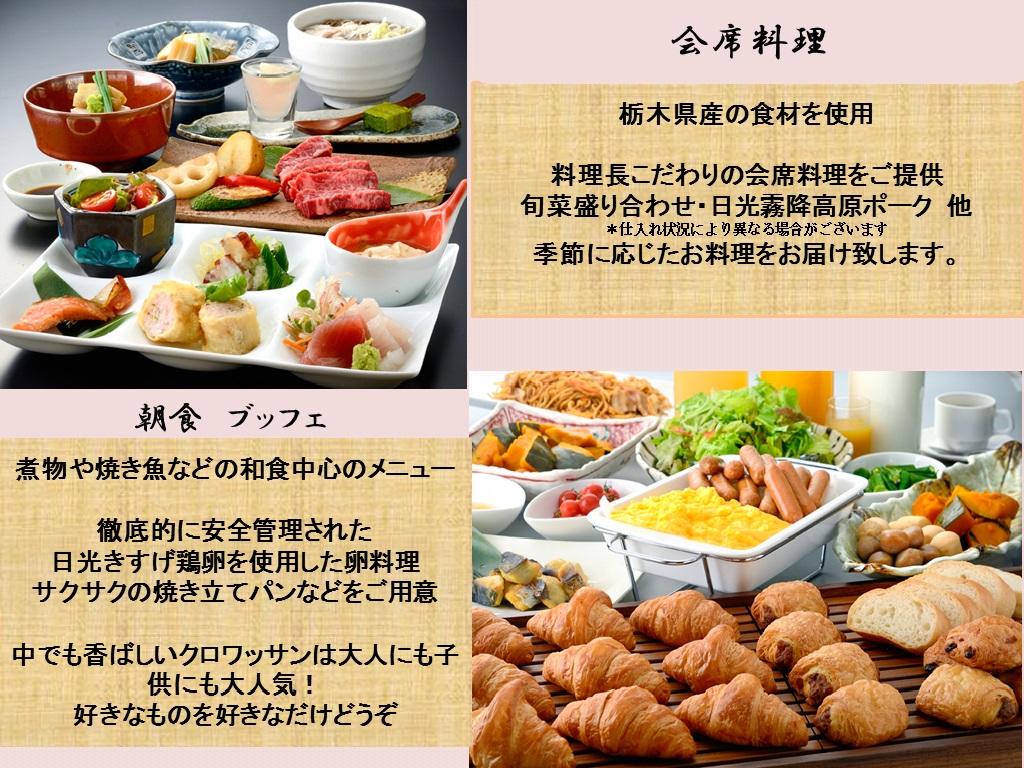 会席料理
栃木県産の食材を使用
料理長こだわりの会席料理をご提供
旬菜盛り合わせ・日光霧降高原ポーク 他
＊仕入れ状況により異なる場合がございます
季節に応じたお料理をお届け致します。
朝食 ブッフェ
煮物や焼き魚などの和食中心のメニュー
徹底的に安全管理された
日光きすげ鶏卵を使用した卵料理
サクサクの焼き立てパンなどをご用意
中でも香ばしいクロワッサンは大人にも子
供にも大人気！
好きなものを好きなだけどうぞ